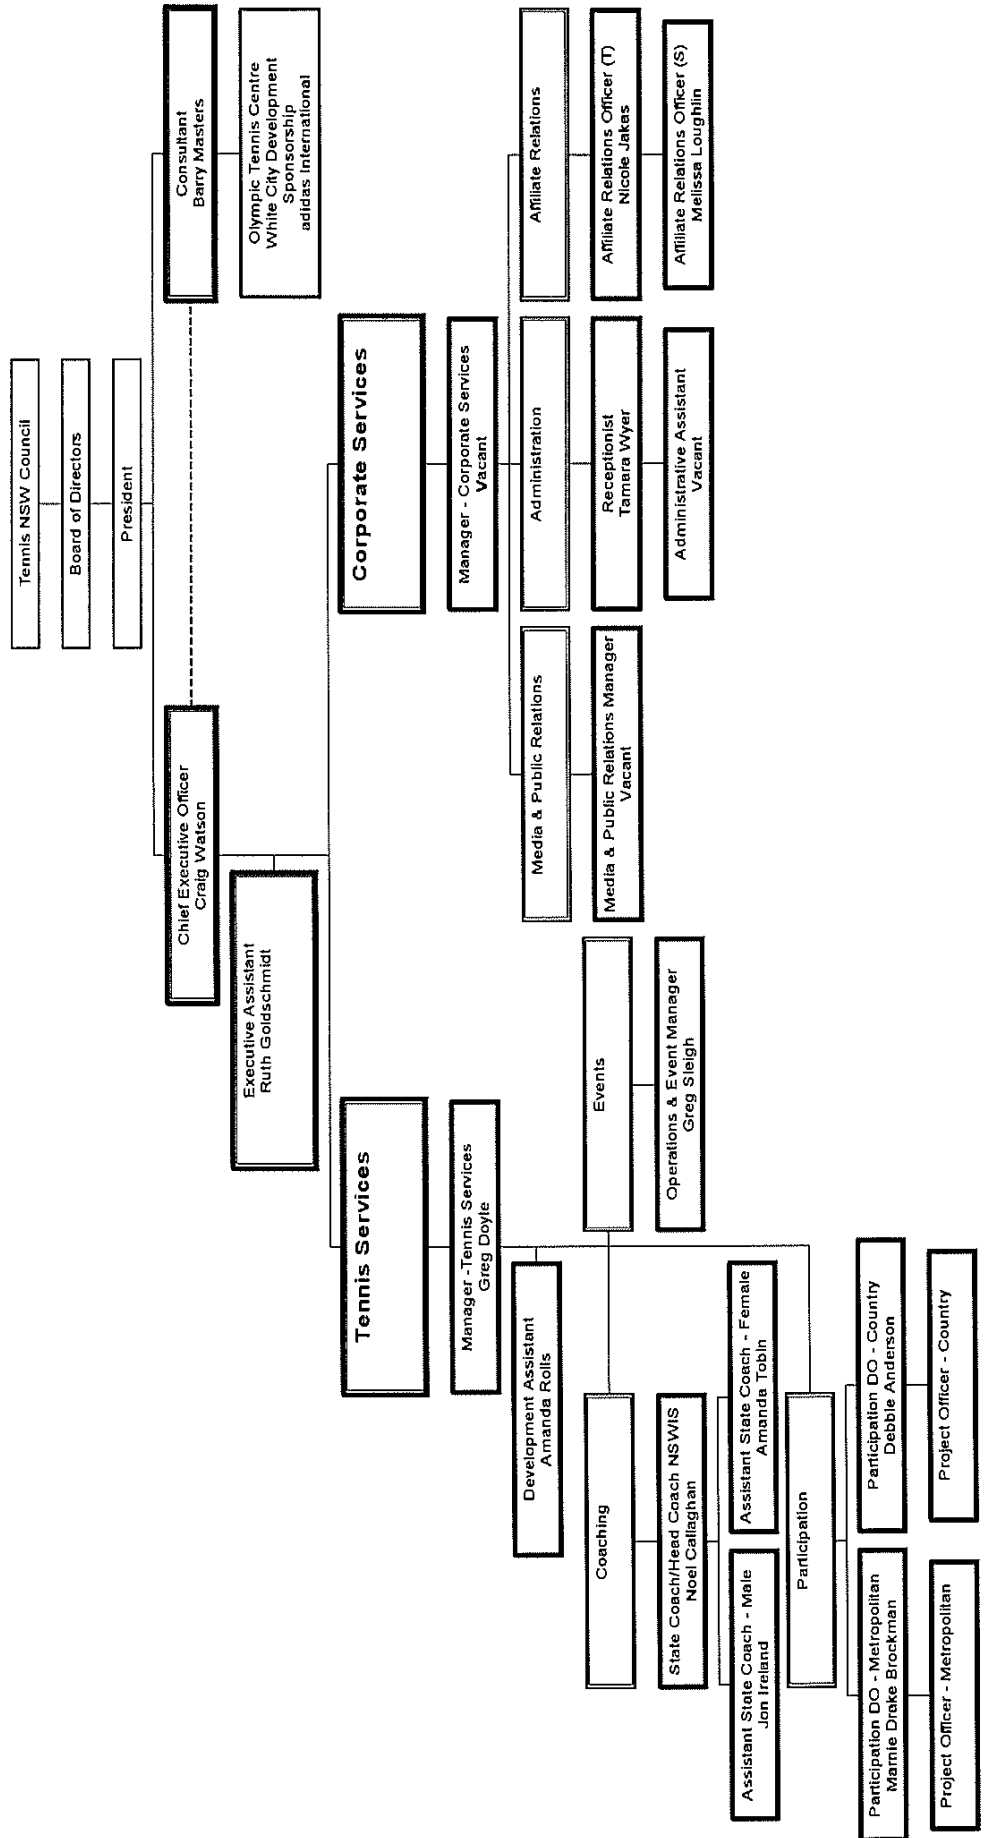 Tennis NSW Council
Board of Directors
President
Chief Executive Officer
Craig Watson
Consultant
Barry Masters
Executive Assistant
Ruth Goldschmidt
Olympic Tennis Centre
White City Development
Sponsorship
adidas International
Tennis Services
Corporate Services
Manager -Tennis Services
Greg Doyle
Manager - Corporate Services
Vacant
Development Assistant
Amanda Rolls
Media & Public Relations
Administration
Affiliate Relations
Coaching
Events
Media & Public Relations Manager
Vacant
Receptionist
Tamara Wyer
Affiliate Relations Officer (T)
Nicole Jakas
State Coach/Head Coach NSWIS
Noel Callaghan
Operations & Event Manager
Greg Sleigh
Administrative Assistant
Vacant
Affiliate Relations Officer (S)
Melissa Loughlin
Assistant State Coach - Male
Jon Ireland
Assistant State Coach - Female
Amanda Tobin
Participation
Participation DO - Metropolitan
Marnie Drake Brockman
Participation DO - Country
Debbie Anderson
Project Officer - Metropolitan
Project Officer - Country